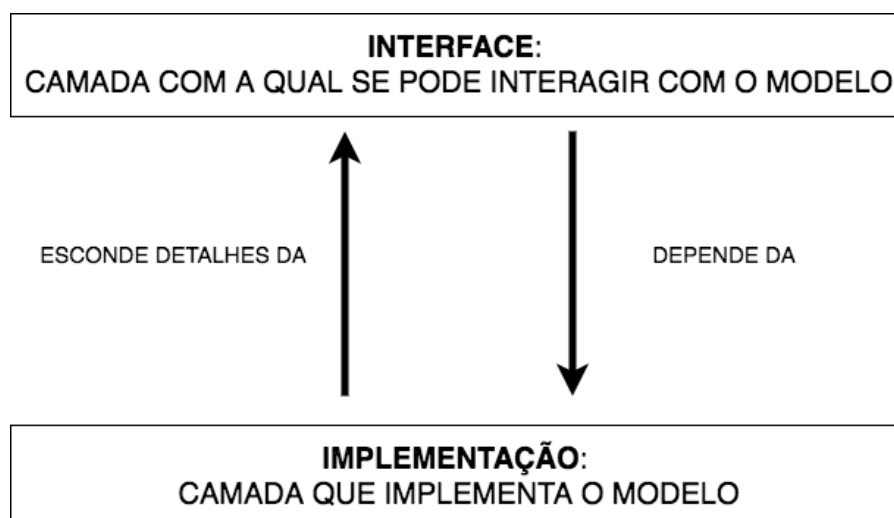 INTERFACE:
CAMADA COM A QUAL SE PODE INTERAGIR COM O MODELO
ESCONDE DETALHES DA
DEPENDE DA
IMPLEMENTAÇÃO:
CAMADA QUE IMPLEMENTA O MODELO